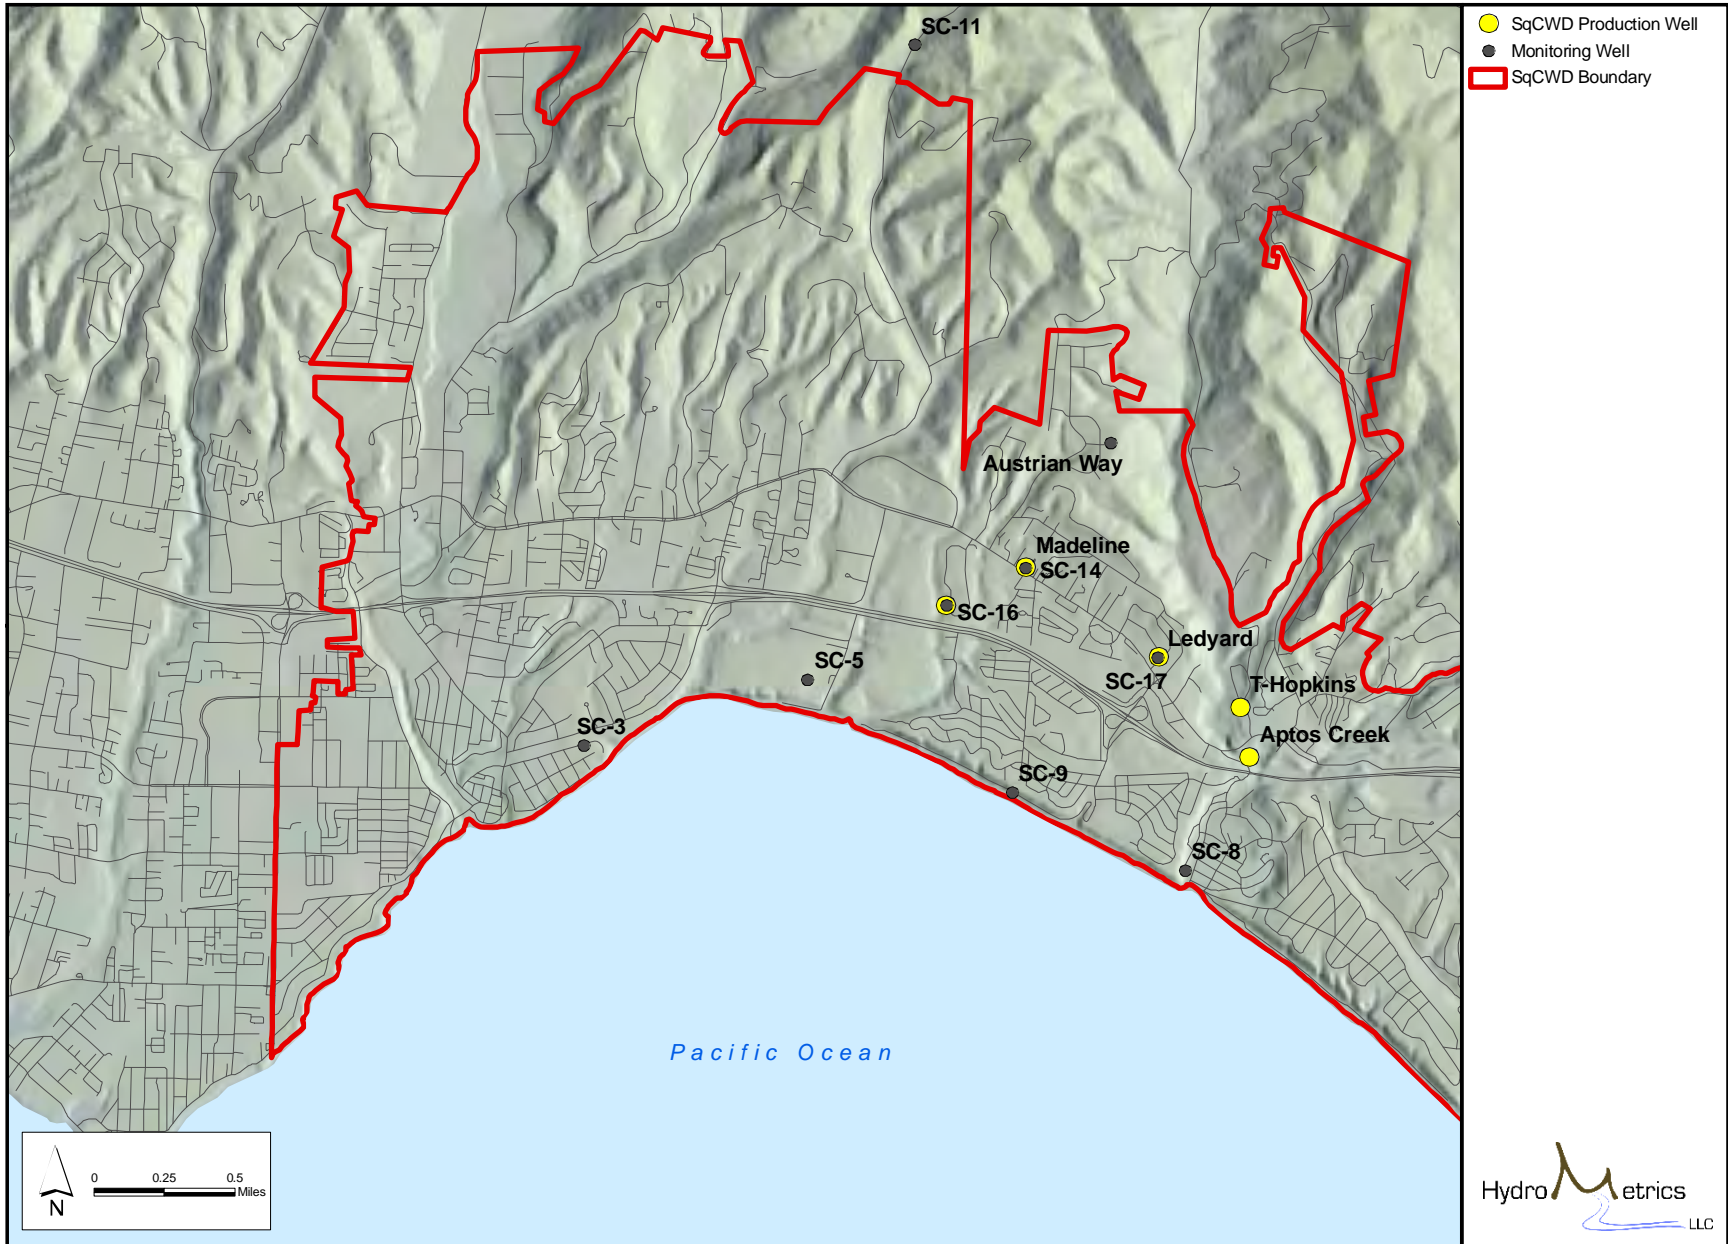 SC-11
SqCWD Production Well
Monitoring Well
SqCWD Boundary
Austrian Way
Madeline
SC-14
SC-16
Ledyard
SC-5
SC-17
T-Hopkins
SC-3
Aptos Creek
SC-9
SC-8
Pacific Ocean
0 0.25 0.5
Miles
N
HydroMetrics
LLC